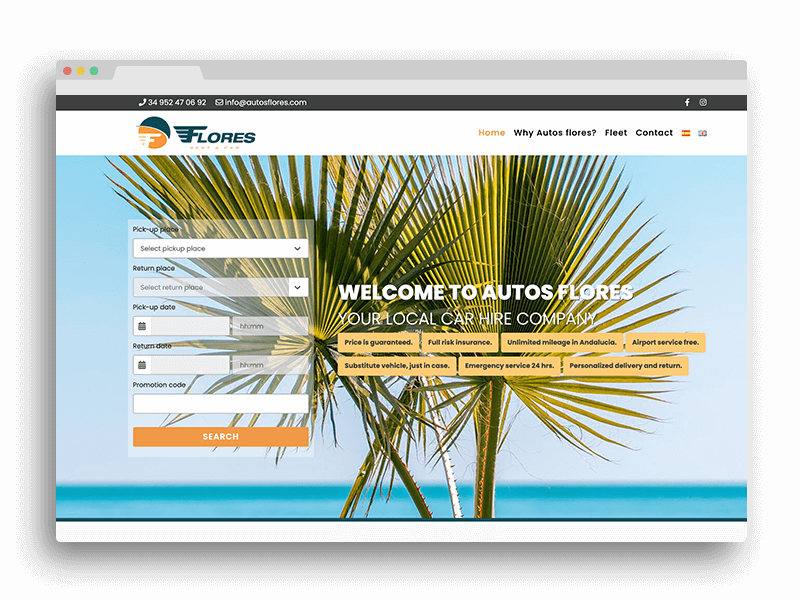 34 952 47 06 92 info@autosflores.com
FLORES
RENT A CAR
Home Why Autos flores? Fleet Contact
Pick-up place
Select pickup place
Return place
Select return place
Pick-up date
hh:mm
Return date
hh:mm
Promotion code
SEARCH
WELCOME TO AUTOS FLORES
YOUR LOCAL CAR HIRE COMPANY
Price is guaranteed. Full risk insurance. Unlimited mileage in Andalucia. Airport service free.
Substitute vehicle, just in case. Emergency service 24 hrs. Personalized delivery and return.